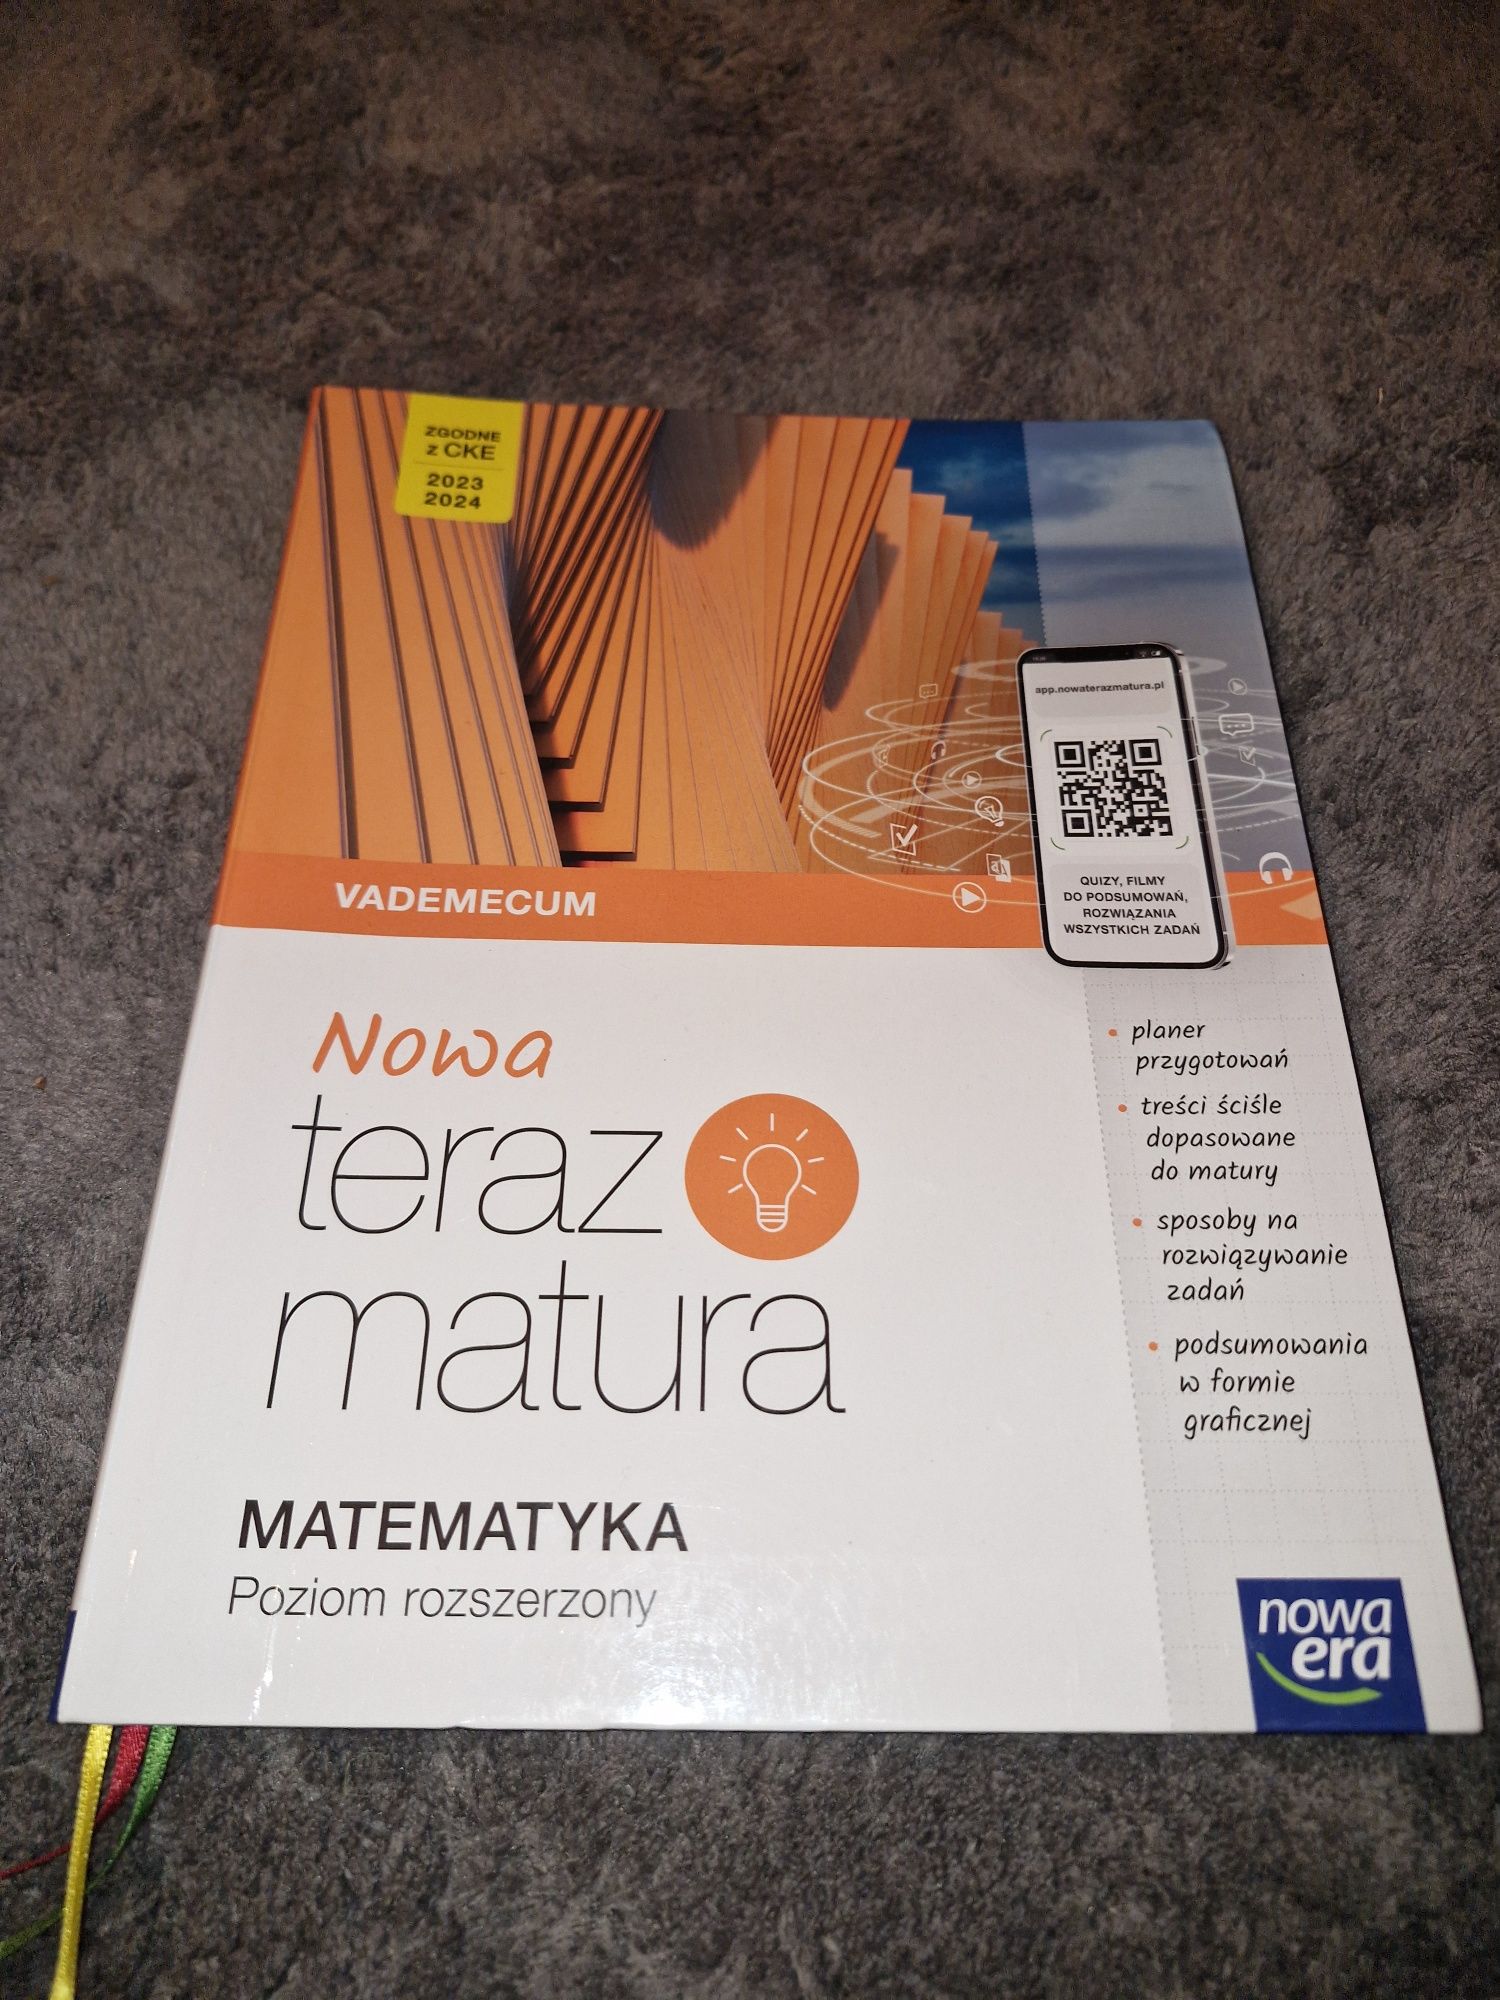 ZGODNE
z CKE
2023
2024
app.nowaterazmatura.pl
QUIZY, FILMY
DO PODSUMOWAŃ,
ROZWIĄZANIA
WSZYSTKICH ZADAŃ
VADEMECUM
Nowa
teraz
matura
MATEMATYKA
Poziom rozszerzony
• planer
przygotowań
• treści ściśle
dopasowane
do matury
• sposoby na
rozwiązywanie
zadań
• podsumowania
w formie
graficznej
nowa
era